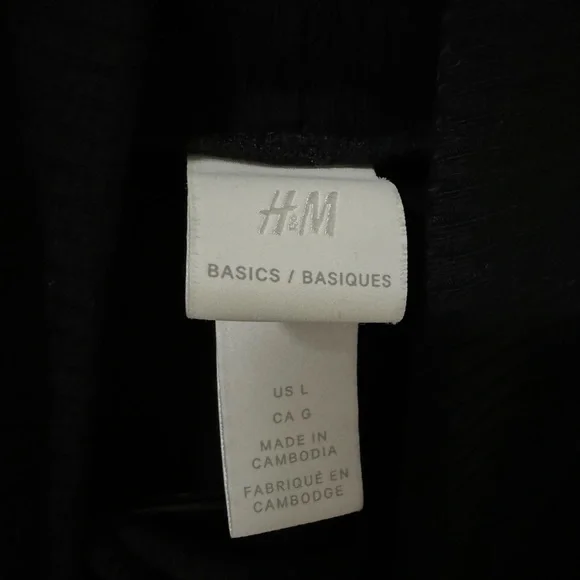 H&M
BASICS / BASIQUES
US L
CA G
MADE IN
CAMBODIA
FABRIQUÉ EN
CAMBODGE